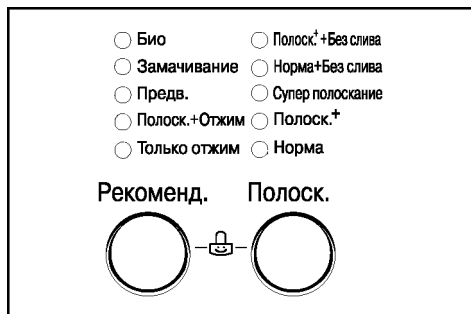 Био
Замачивание
Предв.
Полоск.+Отжим
Только отжим
Полоск.⁺+Без слива
Норма+Без слива
Супер полоскание
Полоск.⁺
Норма
Рекоменд.
Полоск.